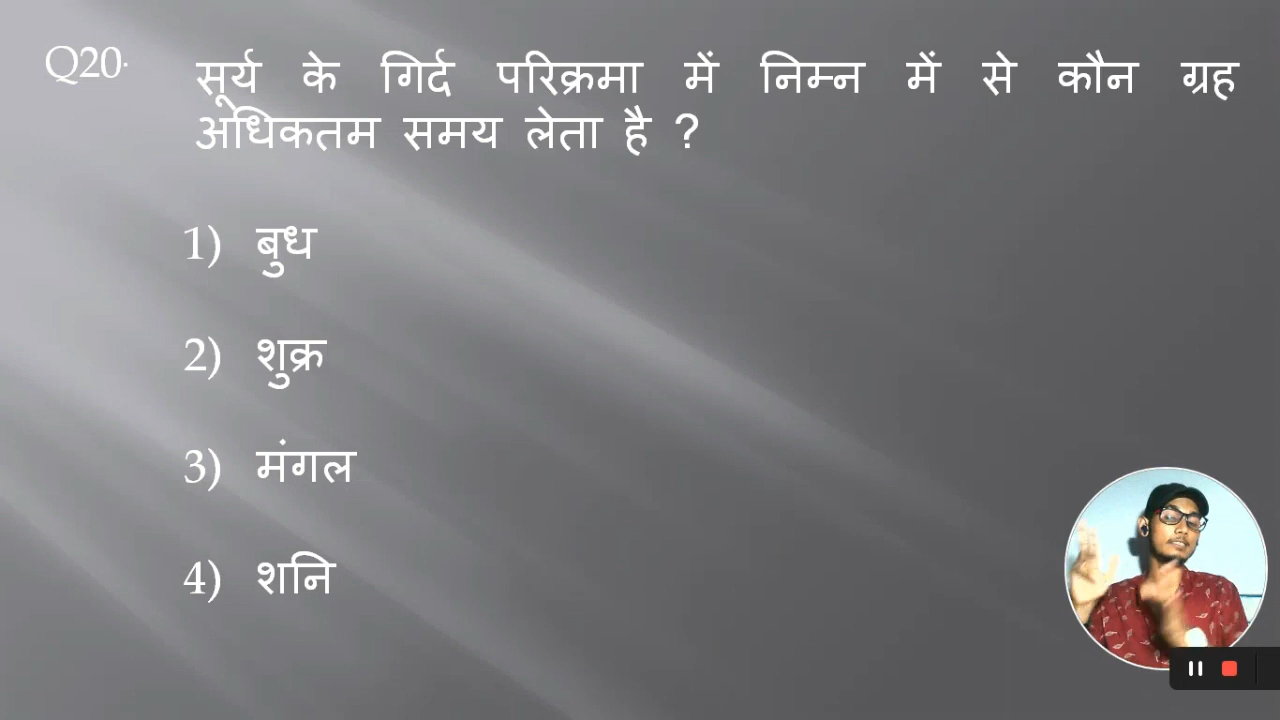 Q20. सूर्य के गिर्द परिक्रमा में निम्न में से कौन ग्रह
अधिकतम समय लेता है ?
1) बुध
2) शुक्र
3) मंगल
4) शनि